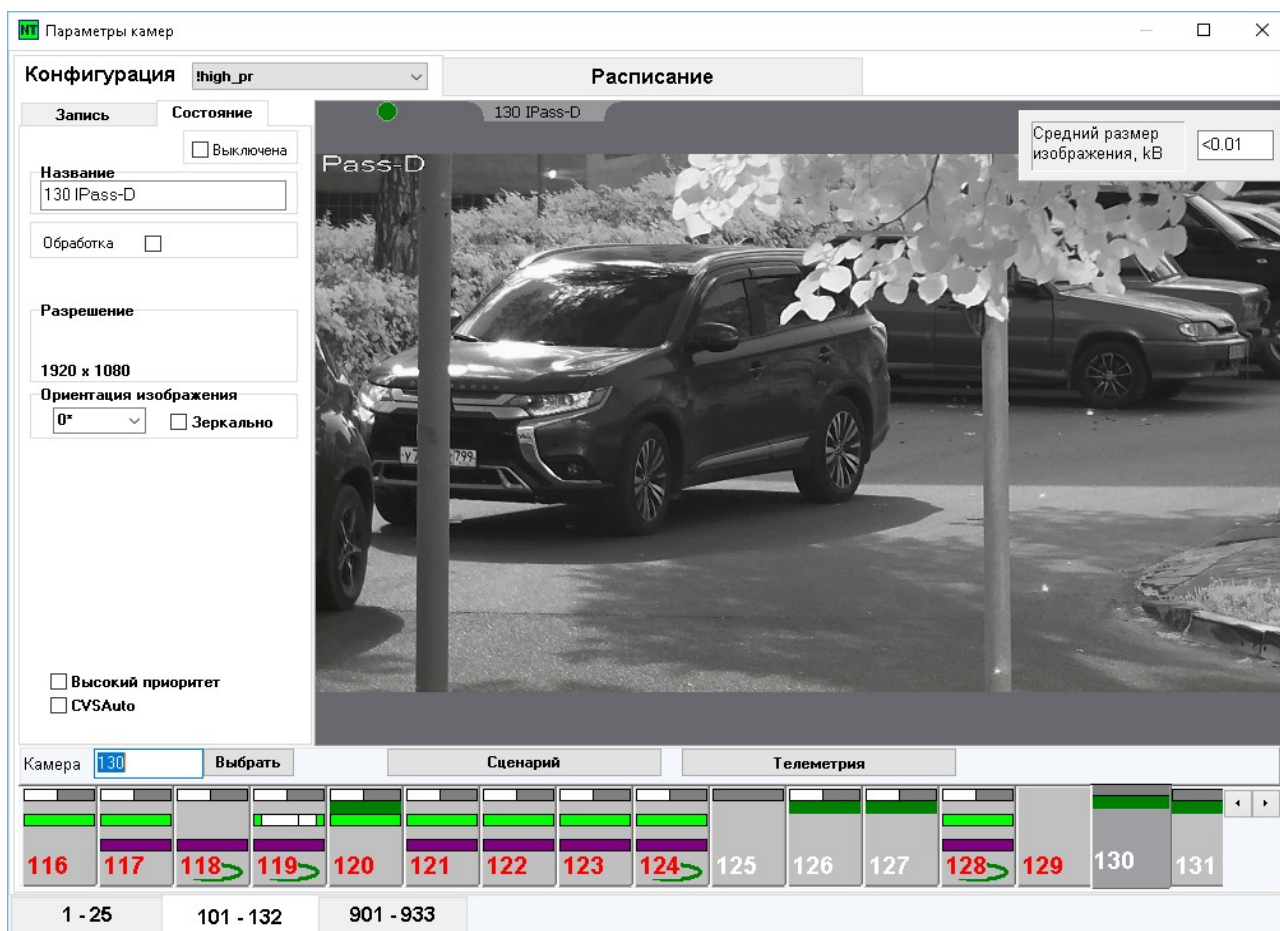 NT Параметры камер
Конфигурация !high_pr Расписание
Запись Состояние
130 IPass-D
Выключена
Средний размер
изображения, kB
<0.01
Pass-D
Название
130 IPass-D
Обработка
Разрешение
1920 x 1080
Ориентация изображения
0* Зеркально
799
Высокий приоритет
CVSAuto
Камера 130 Выбрать Сценарий Телеметрия
116 117 118 119 120 121 122 123 124 125 126 127 128 129 130 131
1 - 25 101 - 132 901 - 933